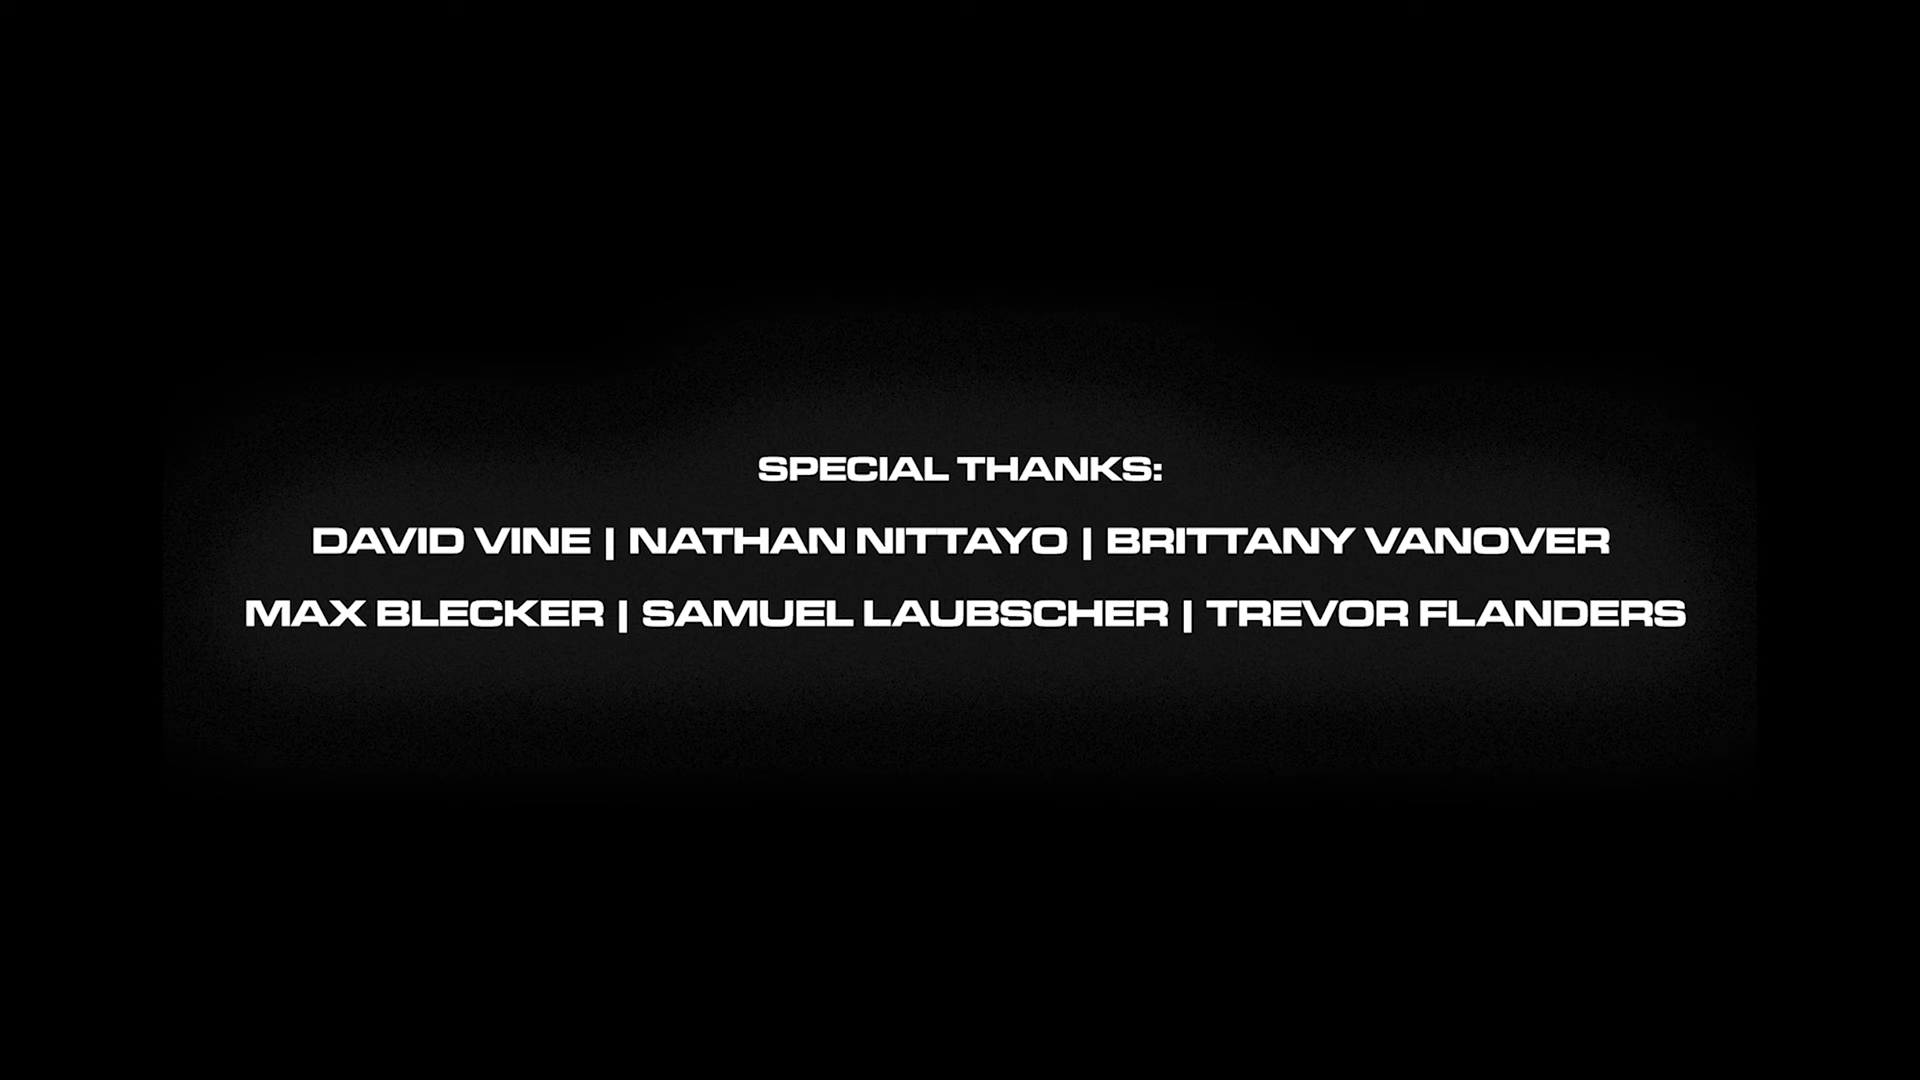 SPECIAL THANKS:
DAVID VINE | NATHAN NITTAYO | BRITTANY VANOVER
MAX BLECKER | SAMUEL LAUBSCHER | TREVOR FLANDERS